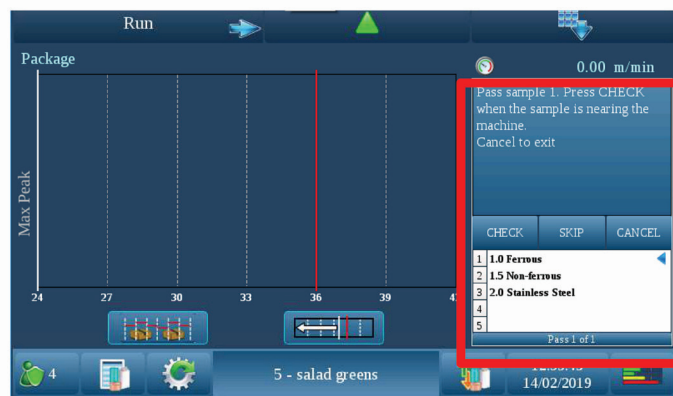 Run
Package
0.00 m/min
Pass sample 1. Press CHECK
when the sample is nearing the
machine.
Cancel to exit
Max Peak
CHECK SKIP CANCEL
1 1.0 Ferrous
2 1.5 Non-ferrous
3 2.0 Stainless Steel
4
5
Pass 1 of 1
24 27 30 33 36 39
4
5 - salad greens
14/02/2019